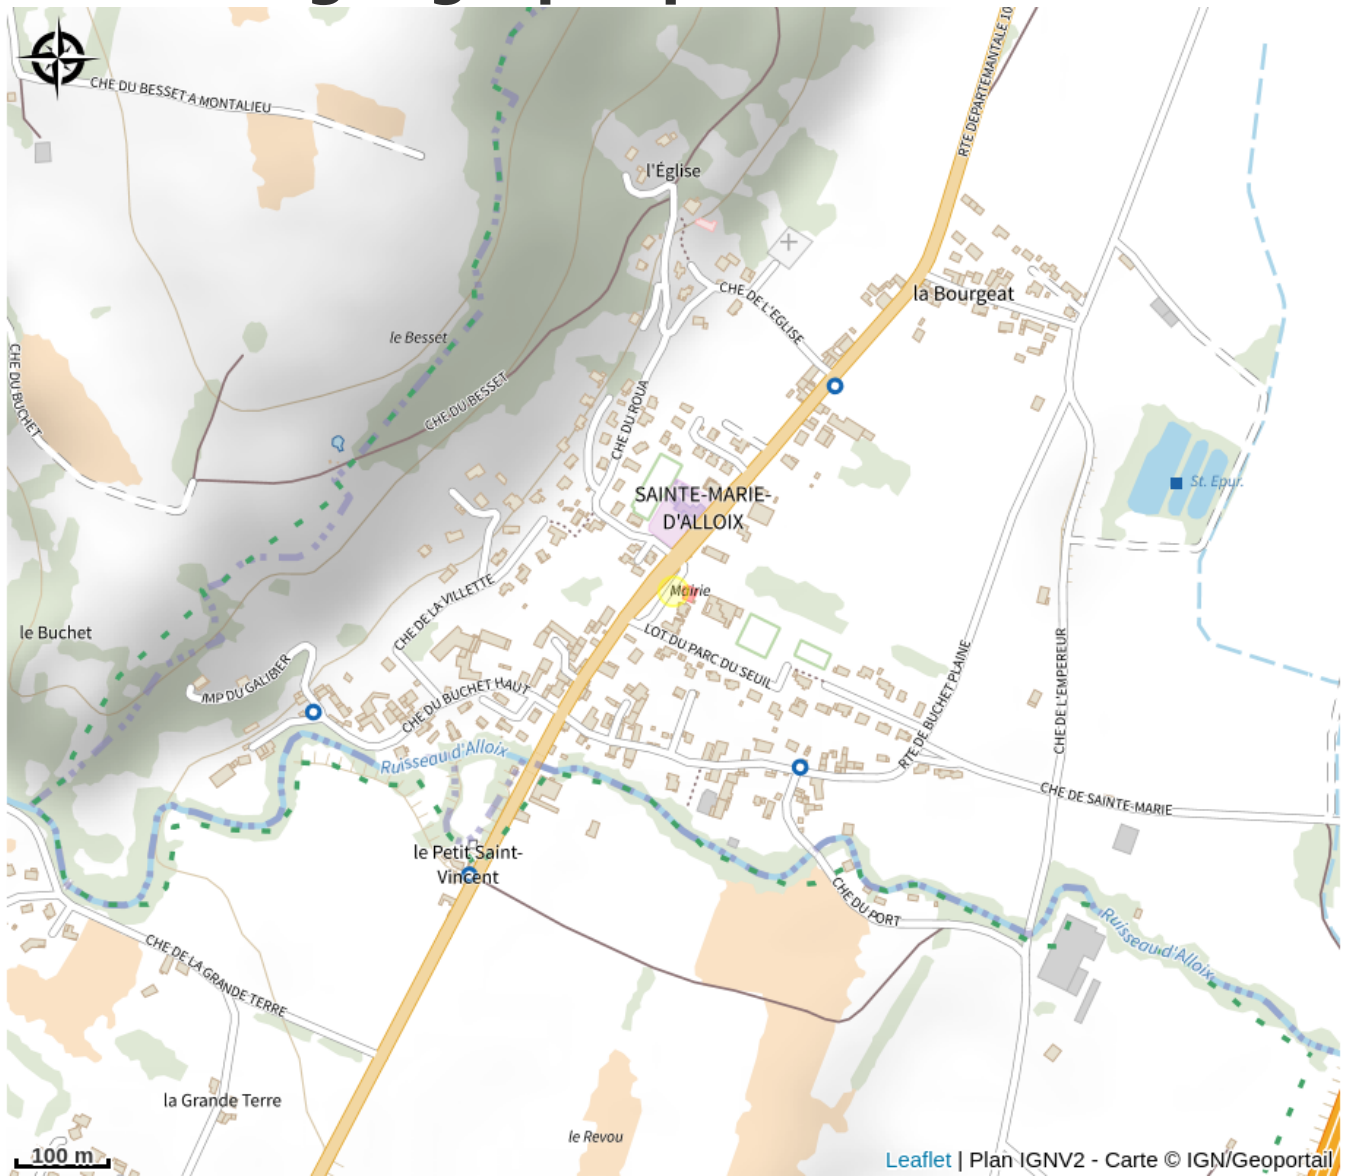 CHE DU BESSET A MONTALIEU
RTE DEPARTEMANTALE 10
l'Église
CHE DE L'EGLISE
la Bourgeat
le Besset
CHE DU BUCHET
CHE DU BESSET
CHE DU ROUA
SAINTE-MARIE-
D'ALLOIX
St. Epur.
Mairie
CHE DE LA VILLETTE
le Buchet
LOT DU PARC DU SEUIL
IMP DU GALIBIER
CHE DU BUCHET HAUT
RTE DE BUCHET PLAINE
CHE DE L'EMPEREUR
Ruisseau d'Alloix
CHE DE SAINTE-MARIE
le Petit Saint-
Vincent
CHE DU PORT
Ruisseau d'Alloix
CHE DE LA GRANDE TERRE
la Grande Terre
le Revou
100 m
Leaflet | Plan IGNV2 - Carte © IGN/Geoportail